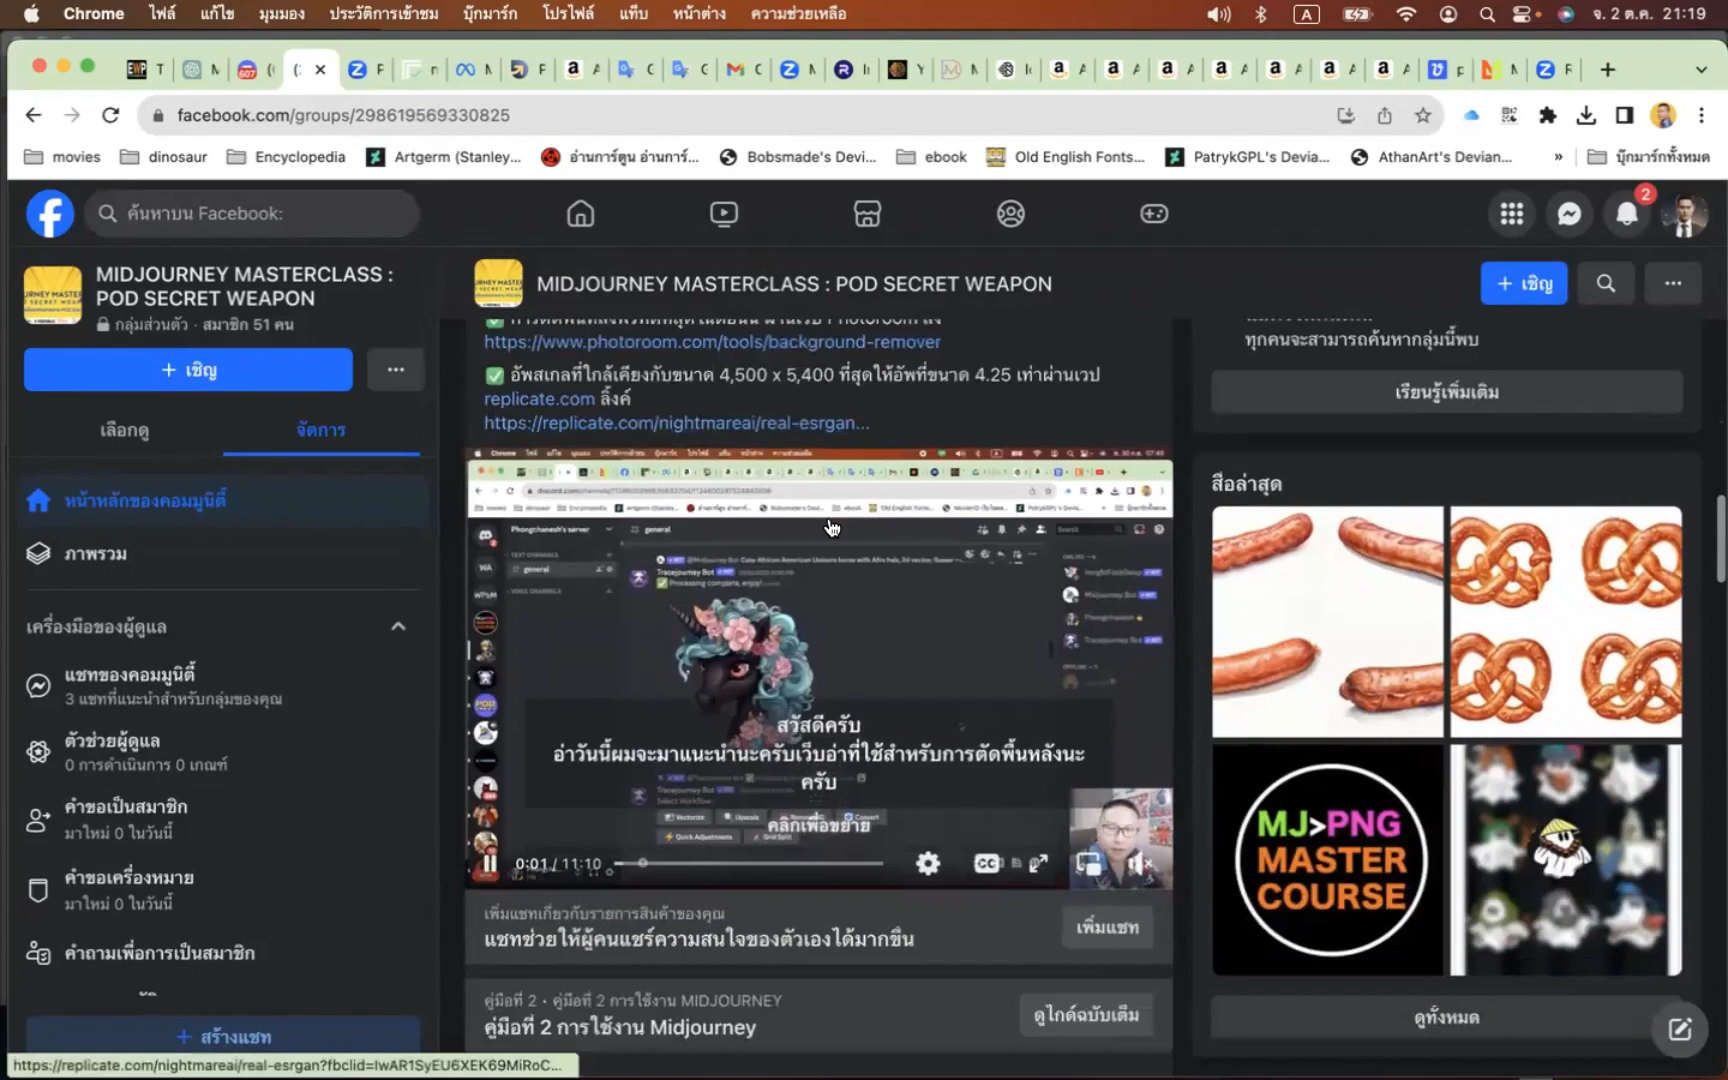 Chrome ไฟล์ แก้ไข มุมมอง ประวัติการเข้าชม บุ๊กมาร์ก โปรไฟล์ แท็บ หน้าต่าง ความช่วยเหลือ
A จ. 2 ต.ค. 21:19
facebook.com/groups/298619569330825
movies dinosaur Encyclopedia Artgerm (Stanley... อ่านการ์ตูน อ่านการ์... Bobsmade's Devi... ebook Old English Fonts... PatrykGPL's Devia... AthanArt's Devian... » บุ๊กมาร์กทั้งหมด
ค้นหาบน Facebook:
2
MIDJOURNEY MASTERCLASS :
POD SECRET WEAPON
กลุ่มส่วนตัว · สมาชิก 51 คน
+ เชิญ
เลือกดู จัดการ
หน้าหลักของคอมมูนิตี้
ภาพรวม
เครื่องมือของผู้ดูแล
แชทของคอมมูนิตี้
3 แชทที่แนะนำสำหรับกลุ่มของคุณ
ตัวช่วยผู้ดูแล
0 การดำเนินการ 0 เกณฑ์
คำขอเป็นสมาชิก
มาใหม่ 0 ในวันนี้
คำขอเครื่องหมาย
มาใหม่ 0 ในวันนี้
คำถามเพื่อการเป็นสมาชิก
+ สร้างแชท
https://replicate.com/nightmareai/real-esrgan?fbclid=IwAR1SyEU6XEK69MiRoC...
MIDJOURNEY MASTERCLASS : POD SECRET WEAPON
+ เชิญ
https://www.photoroom.com/tools/background-remover
อัพสเกลที่ใกล้เคียงกับขนาด 4,500 x 5,400 ที่สุดให้อัพที่ขนาด 4.25 เท่าผ่านเวป
replicate.com ลิ้งค์
https://replicate.com/nightmareai/real-esrgan...
Phongchanesh's server general
Tracejourney Bot
Processing complete, enjoy!
สวัสดีครับ
อ่าวันนี้ผมจะมาแนะนำนะครับเว็บอ่าที่ใช้สำหรับการตัดพื้นหลังนะ
ครับ
คลิกเพื่อขยาย
Vectorize Upscale Convert
Quick Adjustments Grid Split
0:01 / 11:10
CC
เพิ่มแชทเกี่ยวกับรายการสินค้าของคุณ
แชทช่วยให้ผู้คนแชร์ความสนใจของตัวเองได้มากขึ้น
เพิ่มแชท
คู่มือที่ 2 · คู่มือที่ 2 การใช้งาน MIDJOURNEY
คู่มือที่ 2 การใช้งาน Midjourney
ดูไกด์ฉบับเต็ม
ทุกคนจะสามารถค้นหากลุ่มนี้พบ
เรียนรู้เพิ่มเติม
สื่อล่าสุด
MJ>PNG
MASTER
COURSE
ดูทั้งหมด